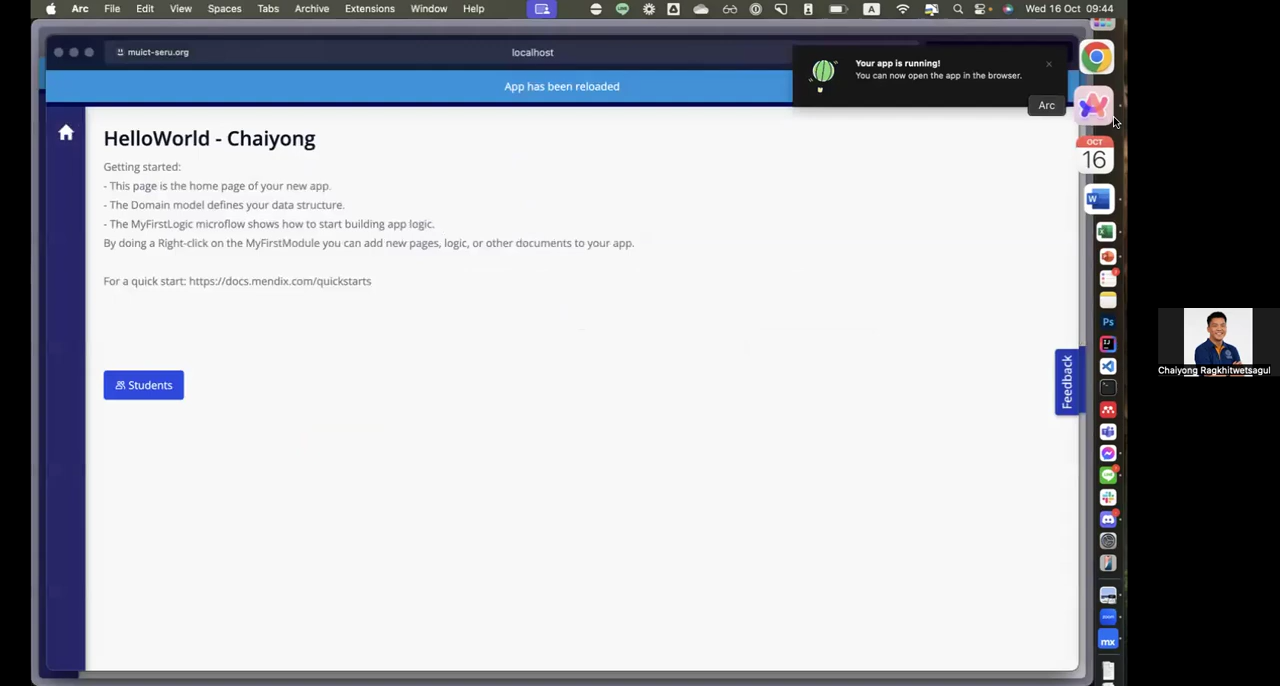 Arc File Edit View Spaces Tabs Archive Extensions Window Help
A
Wed 16 Oct 09:44
muict-seru.org
localhost
Your app is running!
You can now open the app in the browser.
App has been reloaded
Arc
HelloWorld - Chaiyong
Getting started:
- This page is the home page of your new app.
- The Domain model defines your data structure.
- The MyFirstLogic microflow shows how to start building app logic.
By doing a Right-click on the MyFirstModule you can add new pages, logic, or other documents to your app.
For a quick start: https://docs.mendix.com/quickstarts
Students
Feedback
OCT
16
W
Ps
zoom
mx
Chaiyong Ragkhitwetsagul